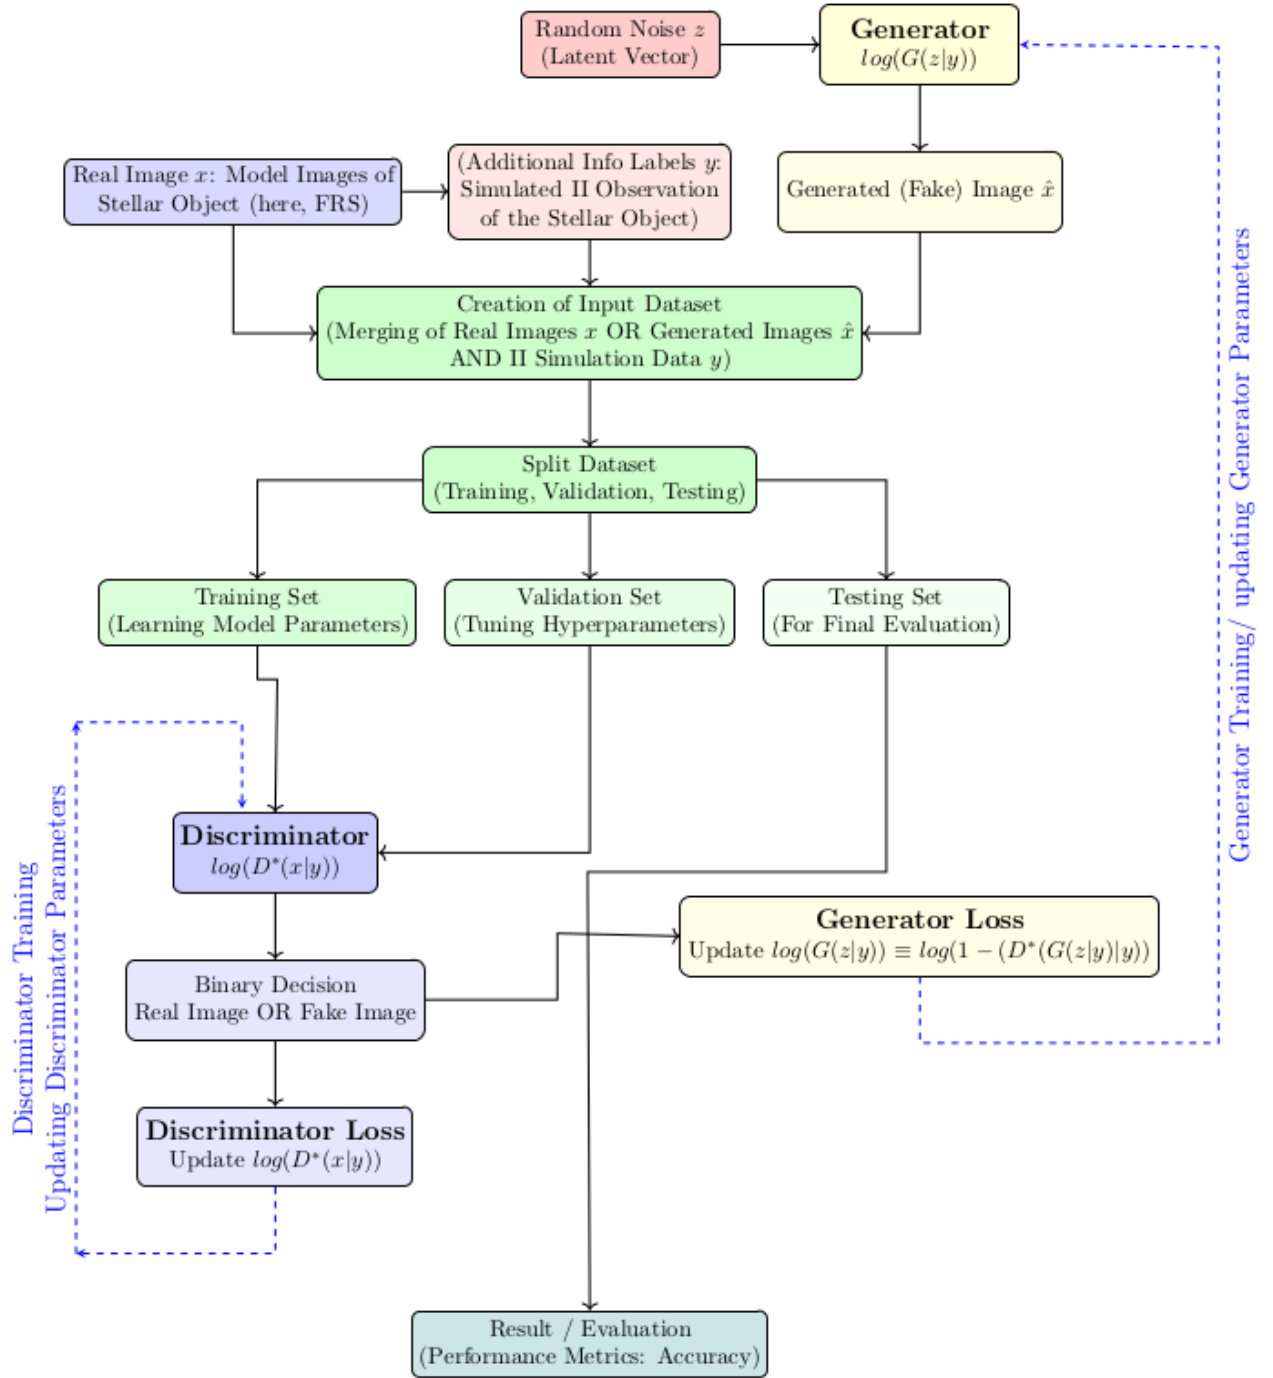 Random Noise z
(Latent Vector)
Generator
log(G(z|y))
Real Image x: Model Images of
Stellar Object (here, FRS)
(Additional Info Labels y:
Simulated II Observation
of the Stellar Object)
Generated (Fake) Image x̂
Creation of Input Dataset
(Merging of Real Images x OR Generated Images x̂
AND II Simulation Data y)
Split Dataset
(Training, Validation, Testing)
Training Set
(Learning Model Parameters)
Validation Set
(Tuning Hyperparameters)
Testing Set
(For Final Evaluation)
Generator Training/ updating Generator Parameters
Discriminator
log(D*(x|y))
Discriminator Training
Updating Discriminator Parameters
Generator Loss
Update log(G(z|y)) ≡ log(1 − (D*(G(z|y)|y))
Binary Decision
Real Image OR Fake Image
Discriminator Loss
Update log(D*(x|y))
Result / Evaluation
(Performance Metrics: Accuracy)